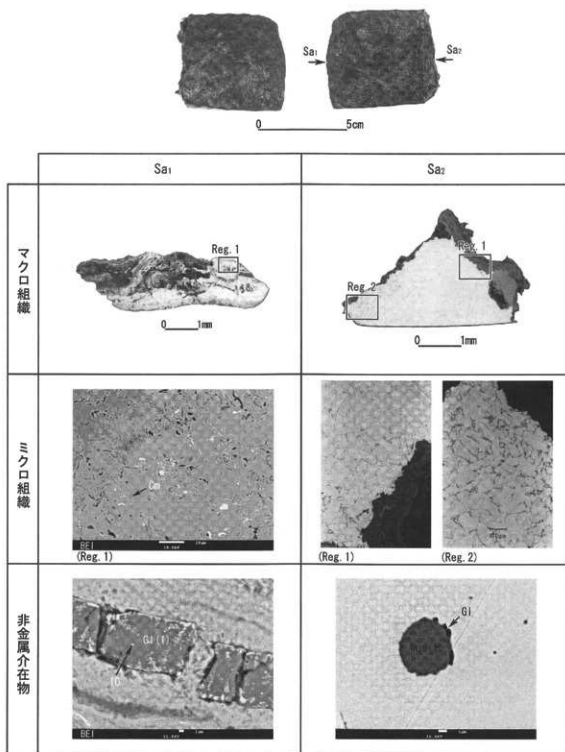 Sa₁
Sa₂
0 5cm
Sa₁ Sa₂
マクロ組織
Reg. 1
0 1mm
Reg. 1
Reg. 2
0 1mm
ミクロ組織
BEI
(Reg. 1)
(Reg. 1)
(Reg. 2)
非金属介在物
Gl(I)
BEI
Gl